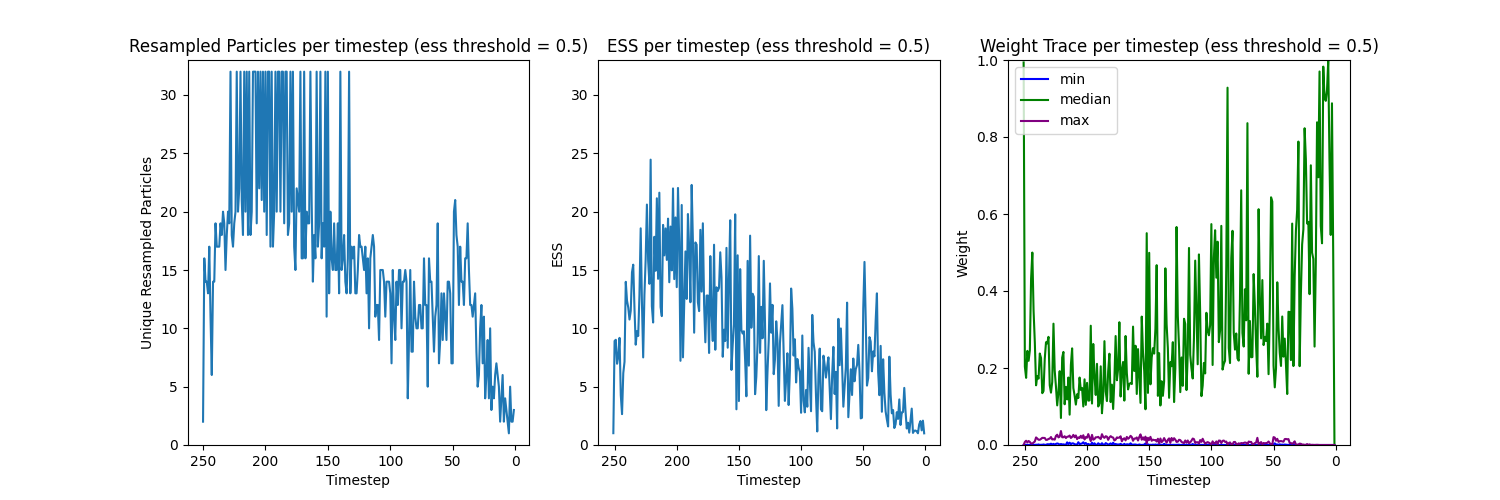 Resampled Particles per timestep (ess threshold = 0.5)
Unique Resampled Particles
30
25
20
15
10
5
0
250 200 150 100 50 0
Timestep
ESS per timestep (ess threshold = 0.5)
ESS
30
25
20
15
10
5
0
250 200 150 100 50 0
Timestep
Weight Trace per timestep (ess threshold = 0.5)
Weight
1.0
0.8
0.6
0.4
0.2
0.0
min
median
max
250 200 150 100 50 0
Timestep